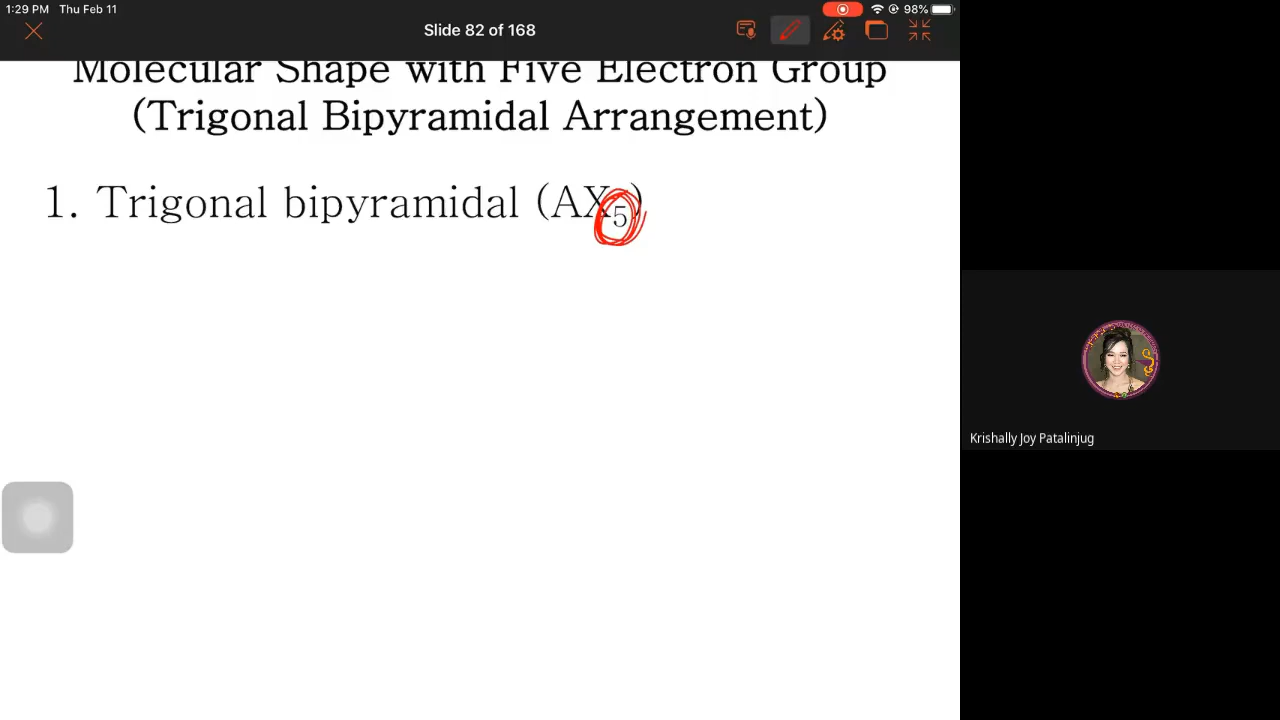 1:29 PM Thu Feb 11
98%
Slide 82 of 168
Molecular Shape with Five Electron Group
(Trigonal Bipyramidal Arrangement)
1. Trigonal bipyramidal (AX₅)
Krishally Joy Patalinjug